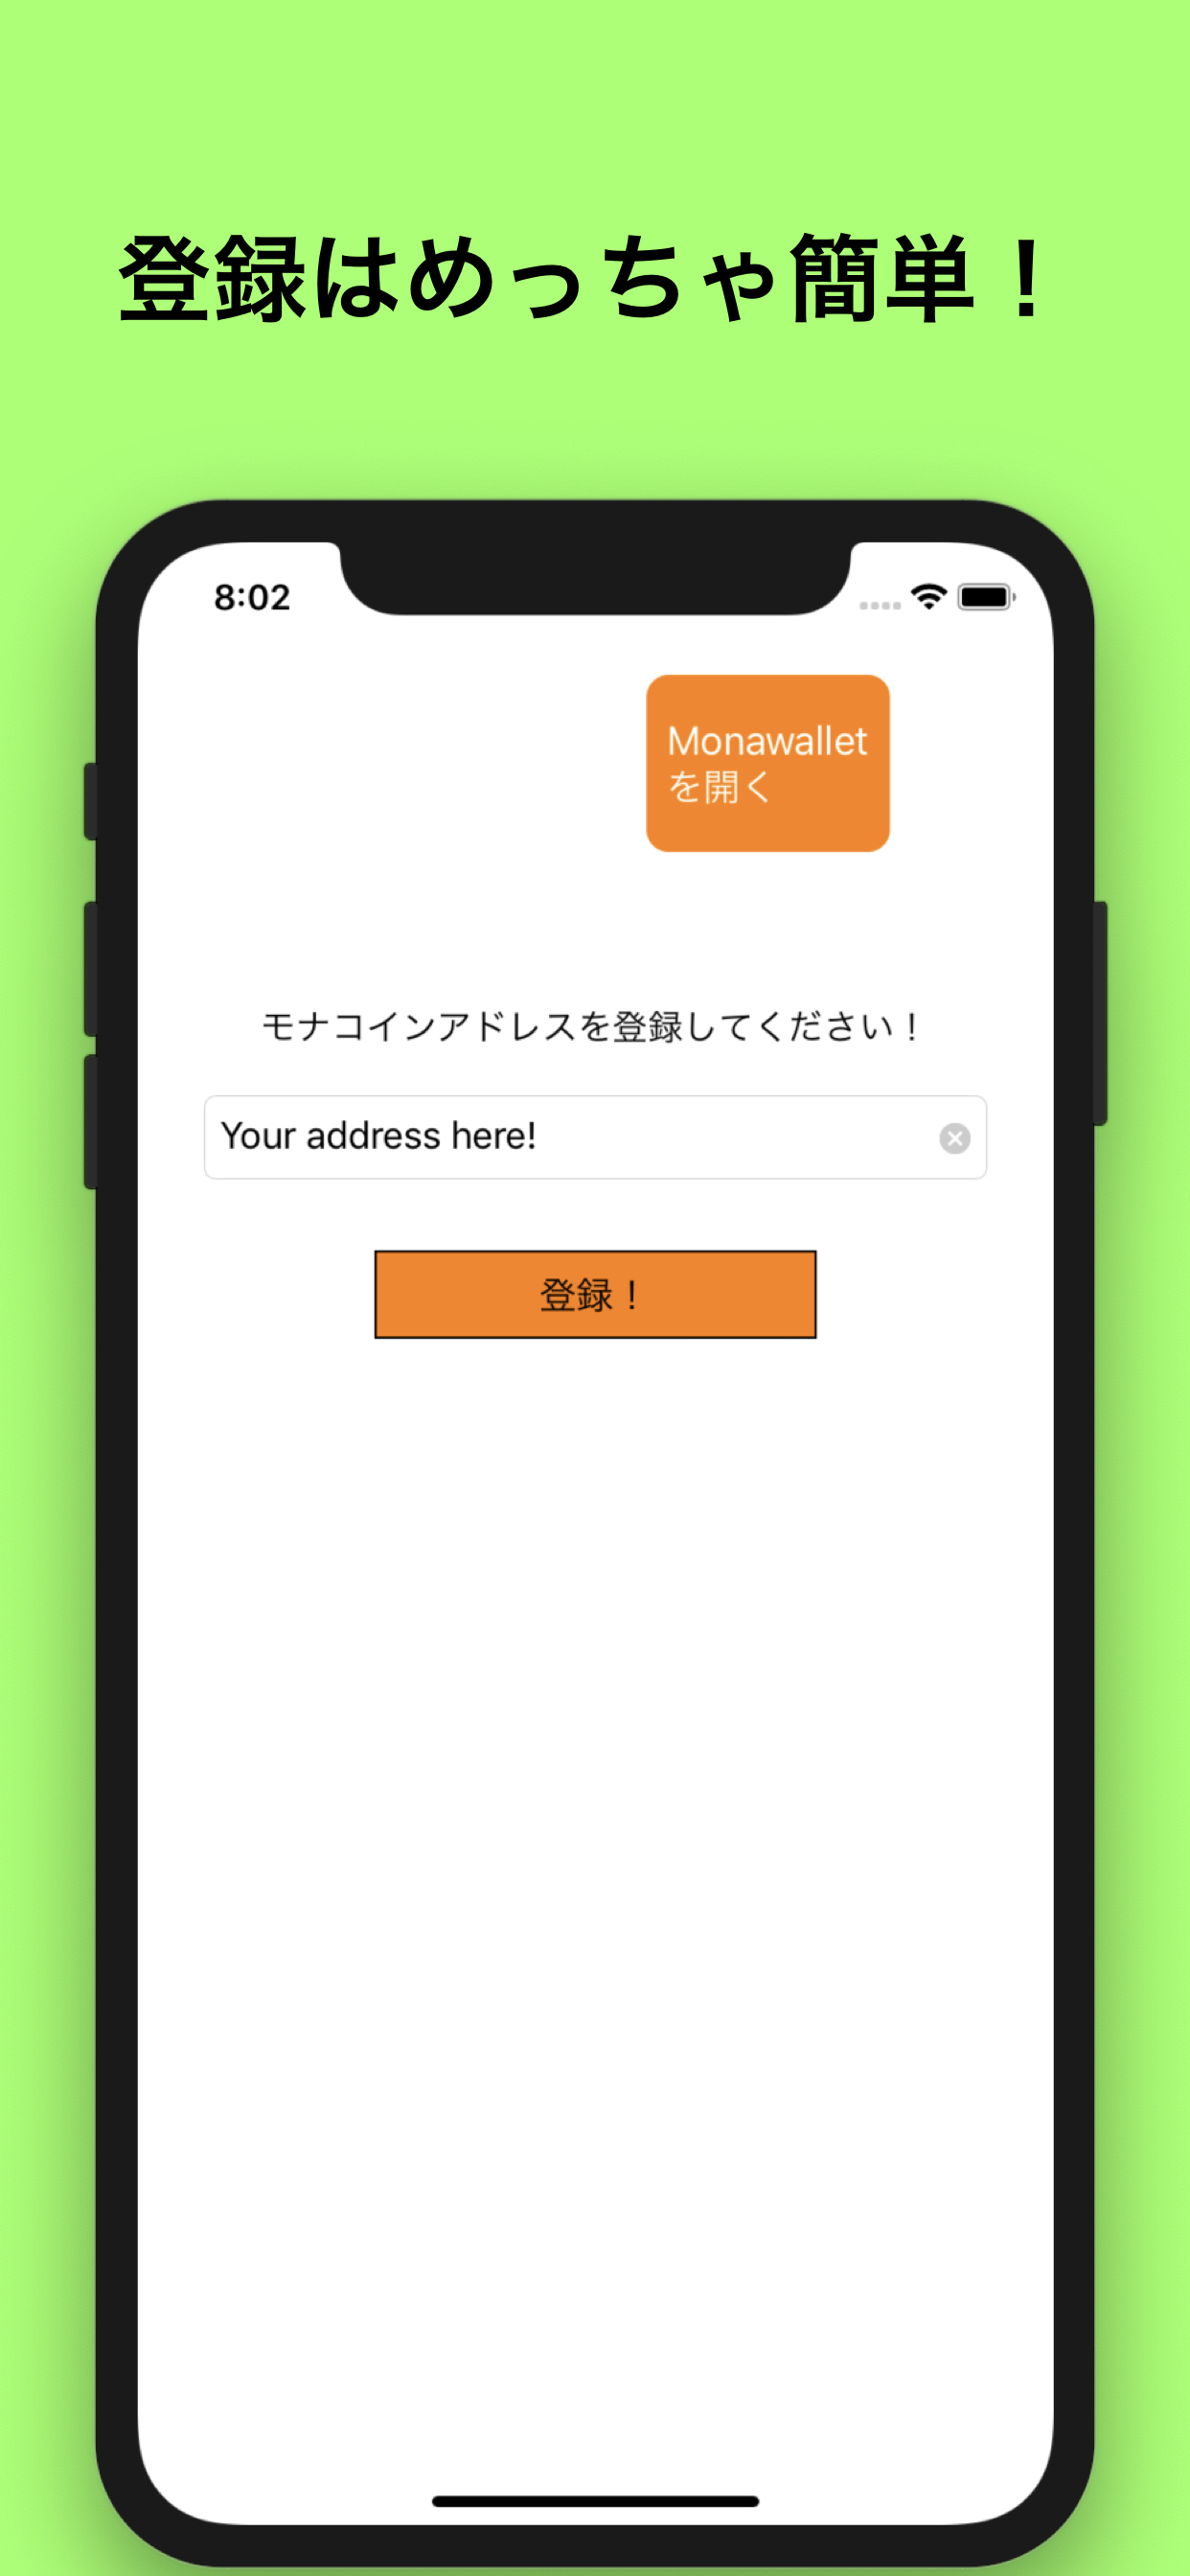 登録はめっちゃ簡単！
8:02
Monawallet
を開く
モナコインアドレスを登録してください！
Your address here!
登録！